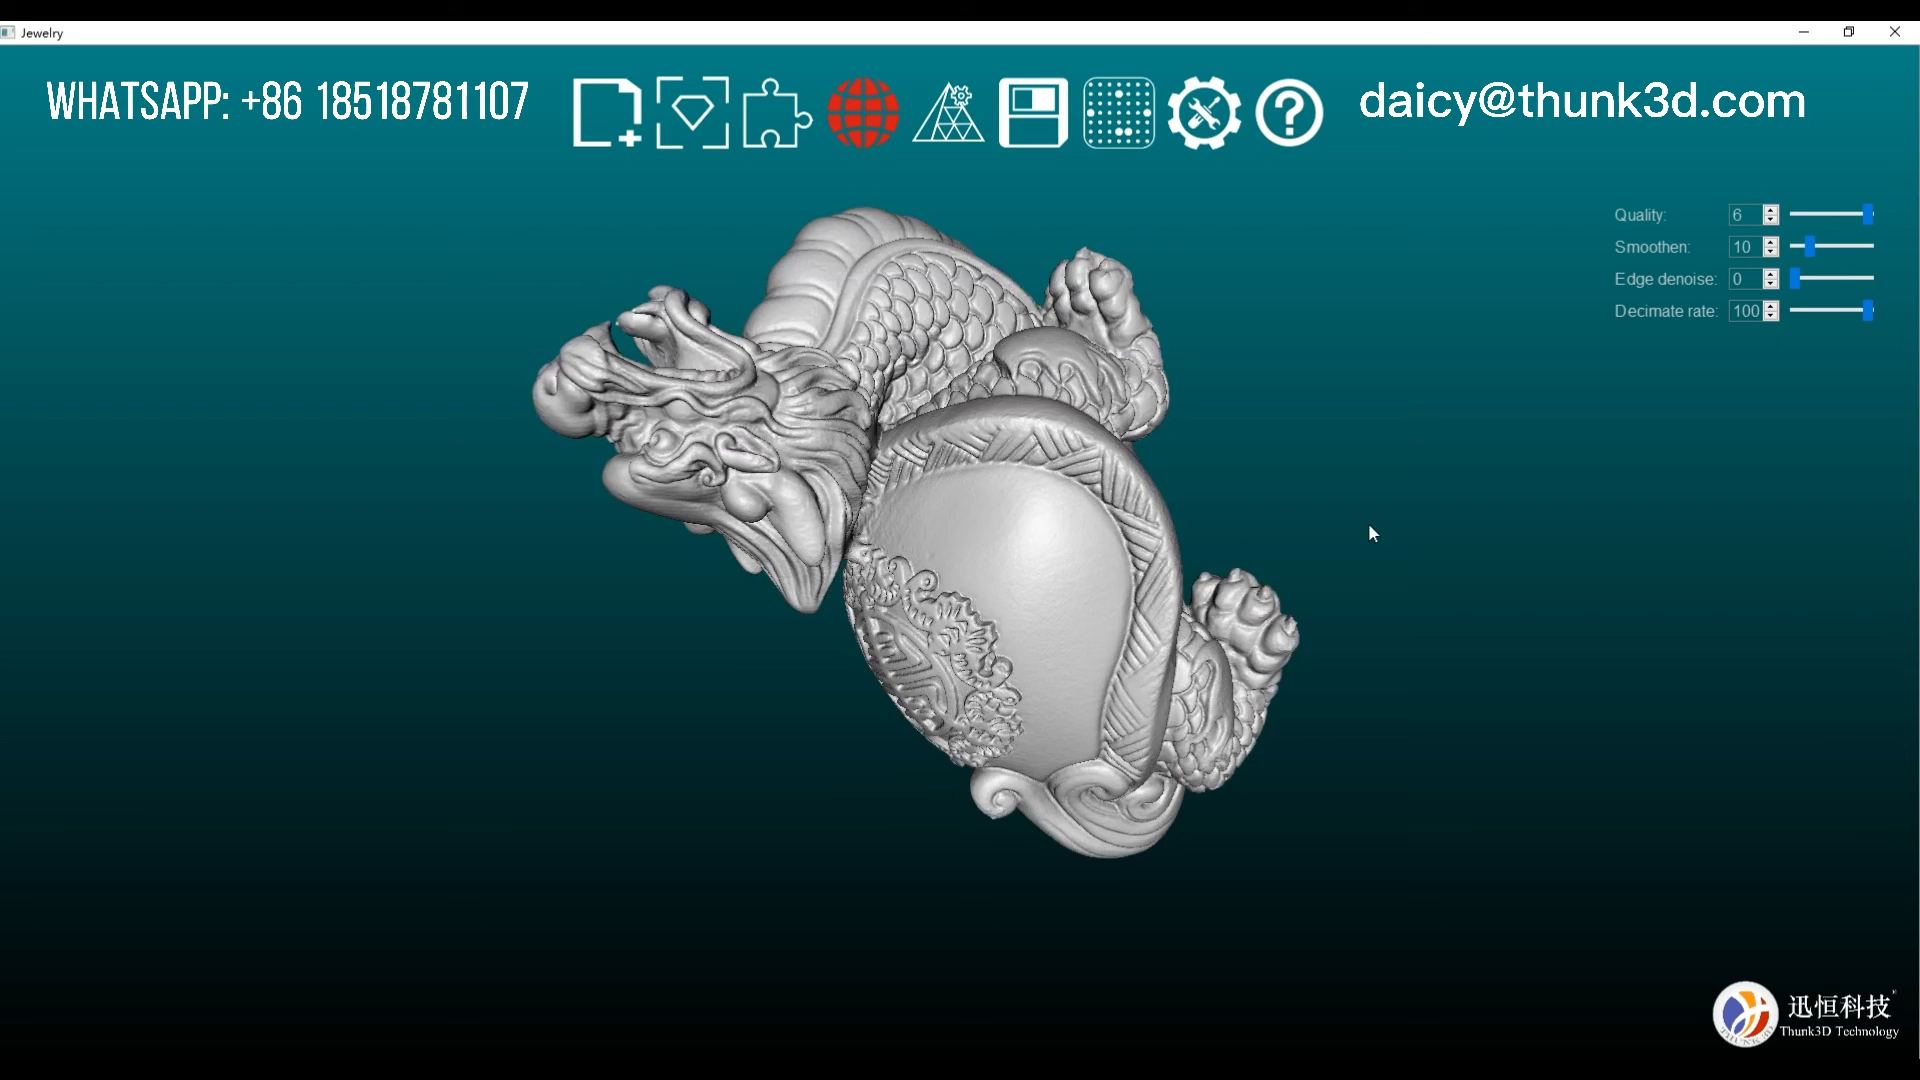 Jewelry
WHATSAPP: +86 18518781107
daicy@thunk3d.com
Quality: 6
Smoothen: 10
Edge denoise: 0
Decimate rate: 100
迅恒科技
Thunk3D Technology